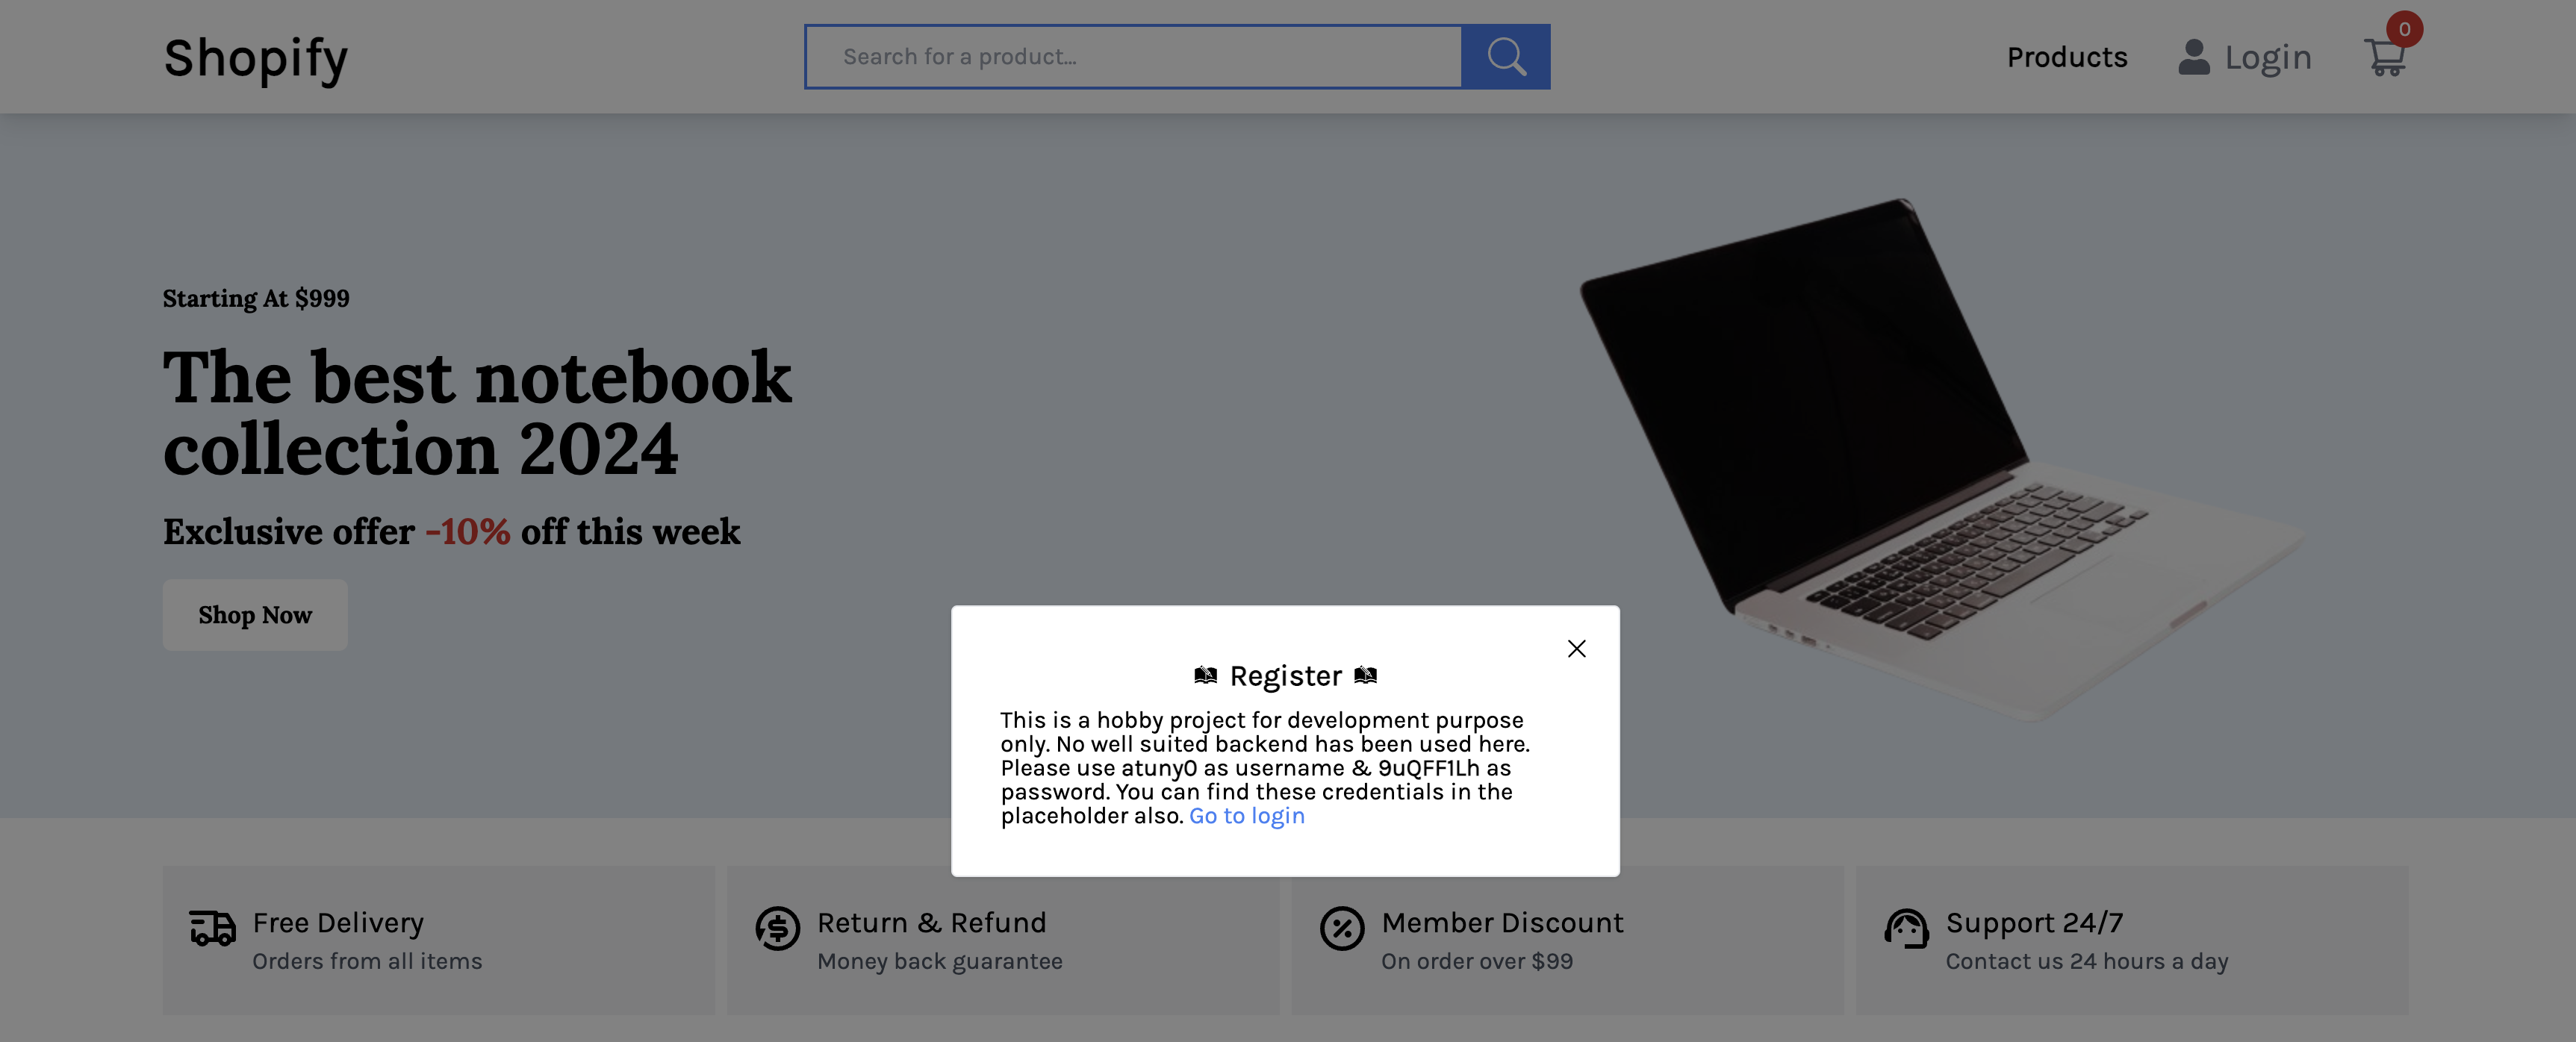 Shopify
Search for a product...
Products
Login
0
Starting At $999
The best notebook
collection 2024
Exclusive offer -10% off this week
Shop Now
Register
This is a hobby project for development purpose
only. No well suited backend has been used here.
Please use atuny0 as username & 9uQFF1Lh as
password. You can find these credentials in the
placeholder also. Go to login
Free Delivery
Orders from all items
Return & Refund
Money back guarantee
Member Discount
On order over $99
Support 24/7
Contact us 24 hours a day